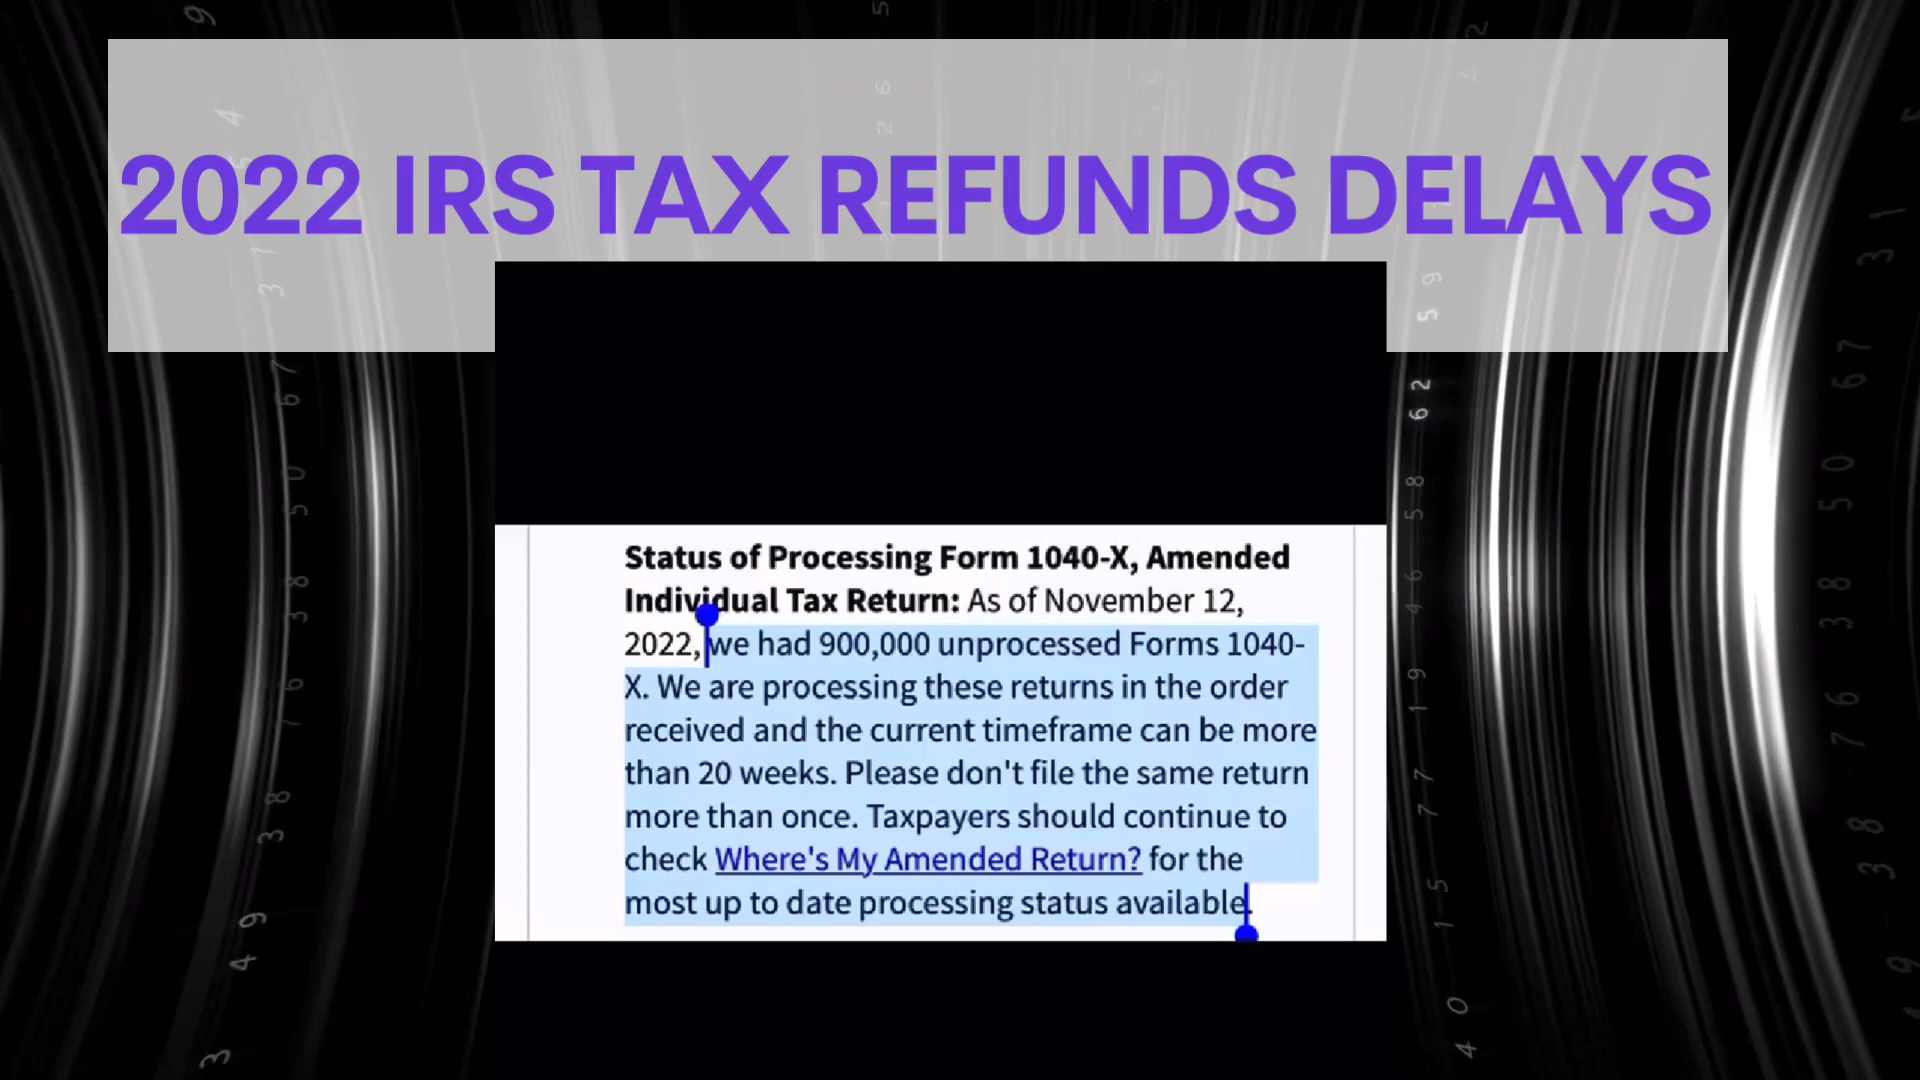 2022 IRS TAX REFUNDS DELAYS
Status of Processing Form 1040-X, Amended
Individual Tax Return: As of November 12,
2022, we had 900,000 unprocessed Forms 1040-
X. We are processing these returns in the order
received and the current timeframe can be more
than 20 weeks. Please don't file the same return
more than once. Taxpayers should continue to
check Where's My Amended Return? for the
most up to date processing status available.